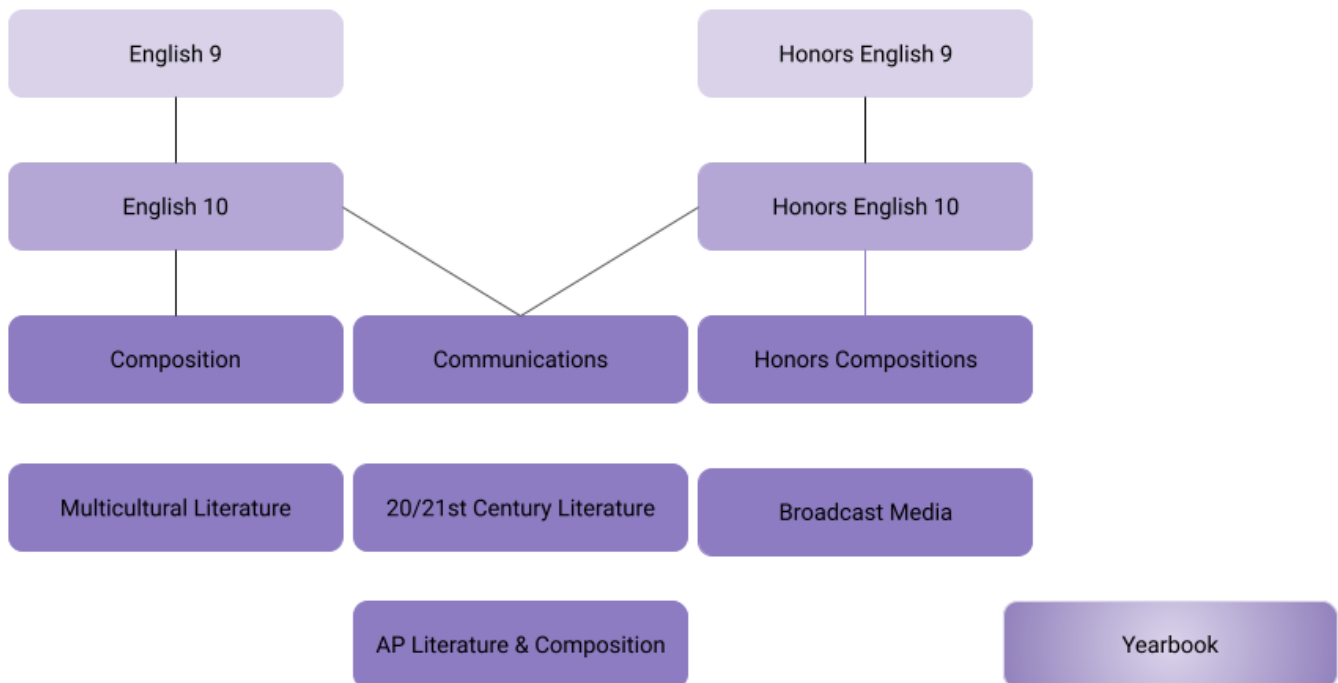 English 9
Honors English 9
English 10
Honors English 10
Composition
Communications
Honors Compositions
Multicultural Literature
20/21st Century Literature
Broadcast Media
AP Literature & Composition
Yearbook